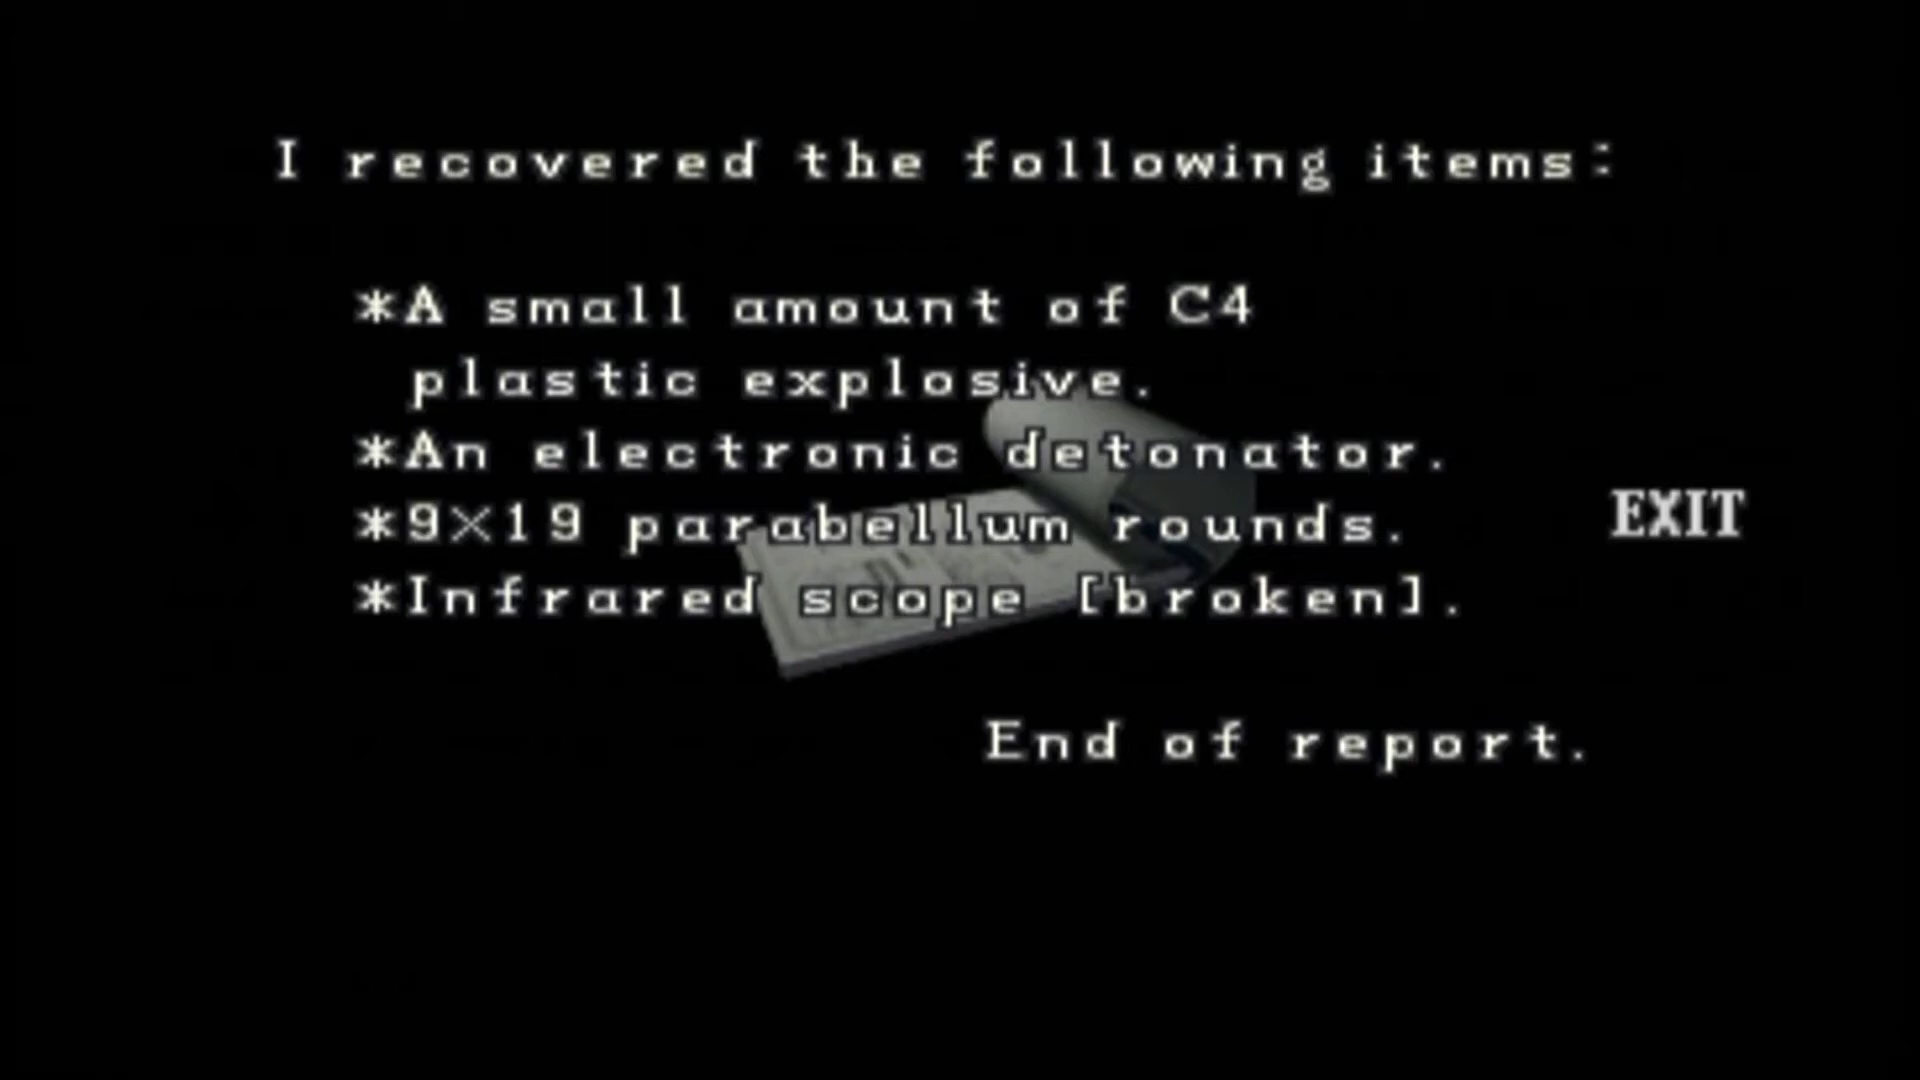 I recovered the following items:
*A small amount of C4
plastic explosive.
*An electronic detonator.
*9×19 parabellum rounds.
EXIT
*Infrared scope [broken].
End of report.